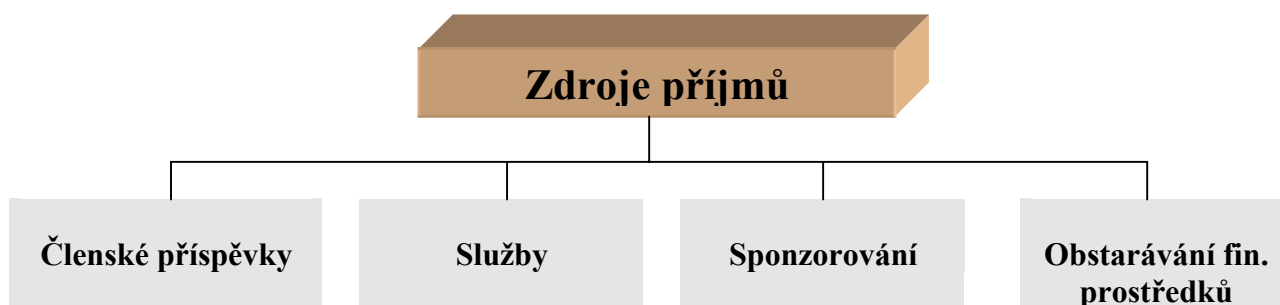 Zdroje příjmů
Členské příspěvky
Služby
Sponzorování
Obstarávání fin.
prostředků